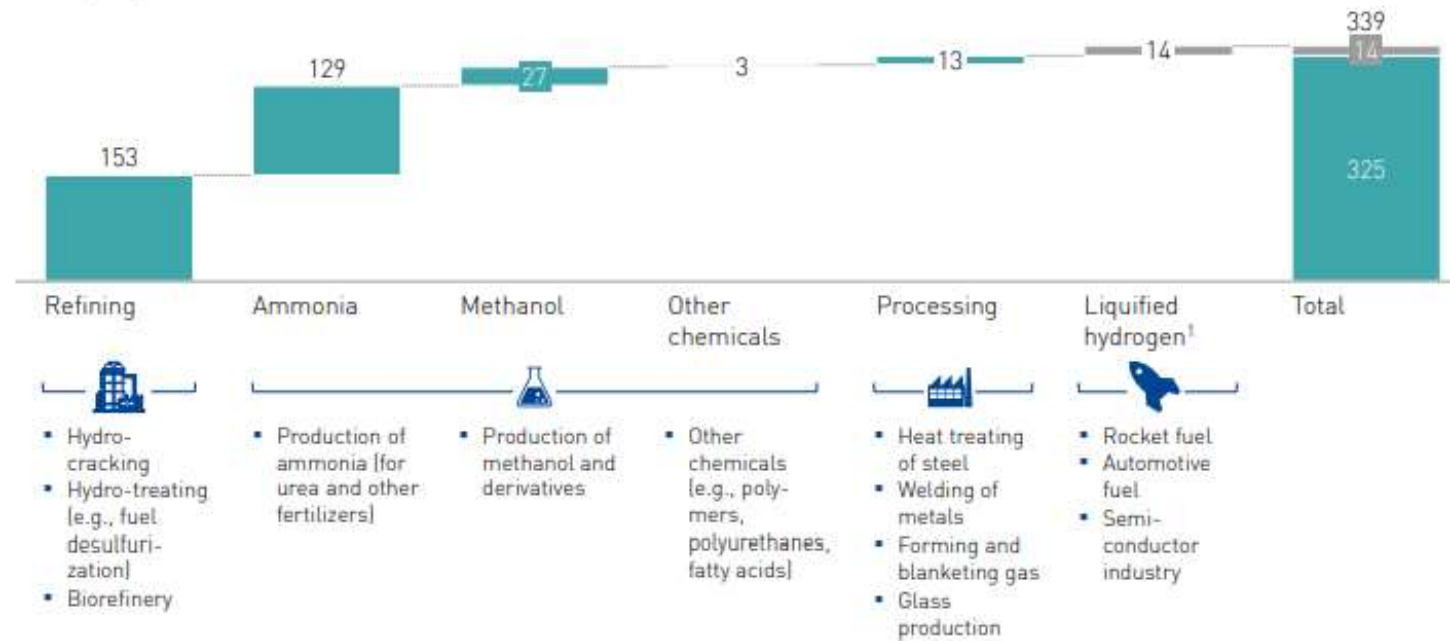 339
14
14
13
3
27
129
153
325
Refining
Ammonia
Methanol
Other
chemicals
Processing
Liquified
hydrogen¹
Total
▪ Hydro-
cracking
▪ Hydro-treating
(e.g., fuel
desulfuri-
zation)
▪ Biorefinery
▪ Production of
ammonia (for
urea and other
fertilizers)
▪ Production of
methanol and
derivatives
▪ Other
chemicals
(e.g., poly-
mers,
polyurethanes,
fatty acids)
▪ Heat treating
of steel
▪ Welding of
metals
▪ Forming and
blanketing gas
▪ Glass
production
▪ Rocket fuel
▪ Automotive
fuel
▪ Semi-
conductor
industry